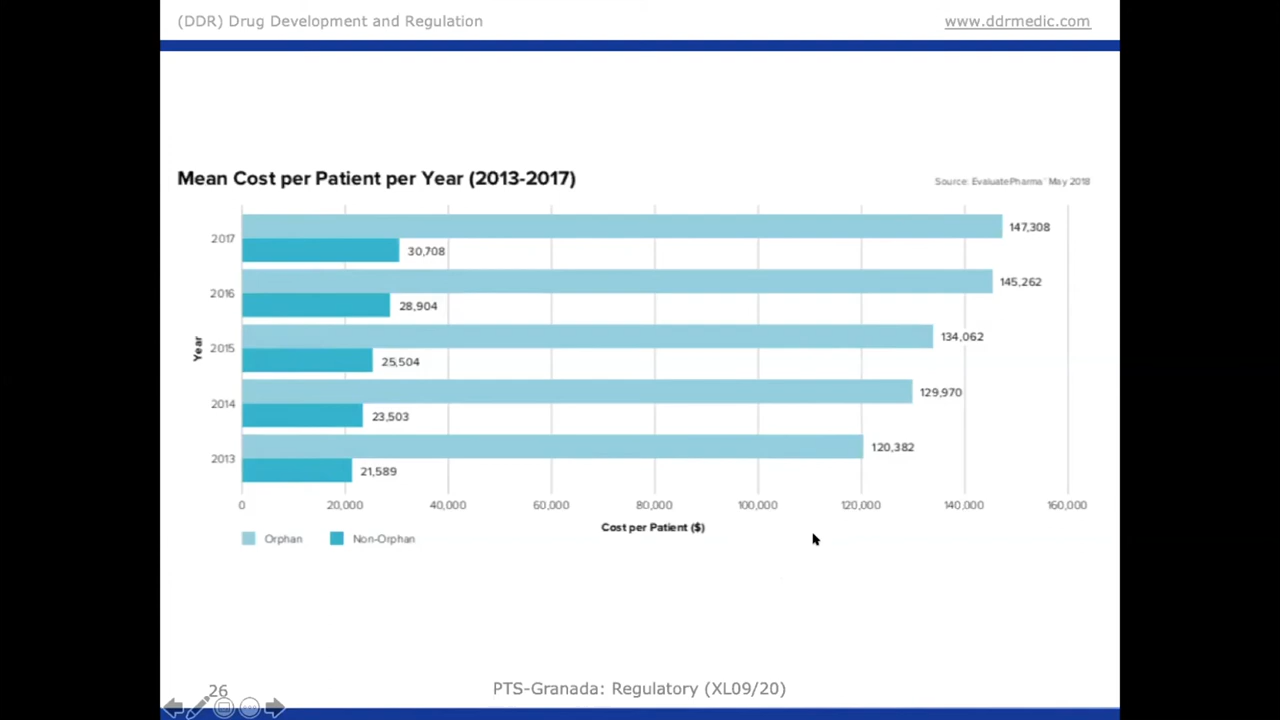 (DDR) Drug Development and Regulation
www.ddrmedic.com
Mean Cost per Patient per Year (2013-2017)
Source: EvaluatePharma® May 2018
147,308
2017
30,708
145,262
2016
28,904
134,062
Year
2015
25,504
129,970
2014
23,503
120,382
2013
21,589
0 20,000 40,000 60,000 80,000 100,000 120,000 140,000 160,000
Cost per Patient ($)
Orphan Non-Orphan
26
PTS-Granada: Regulatory (XL09/20)